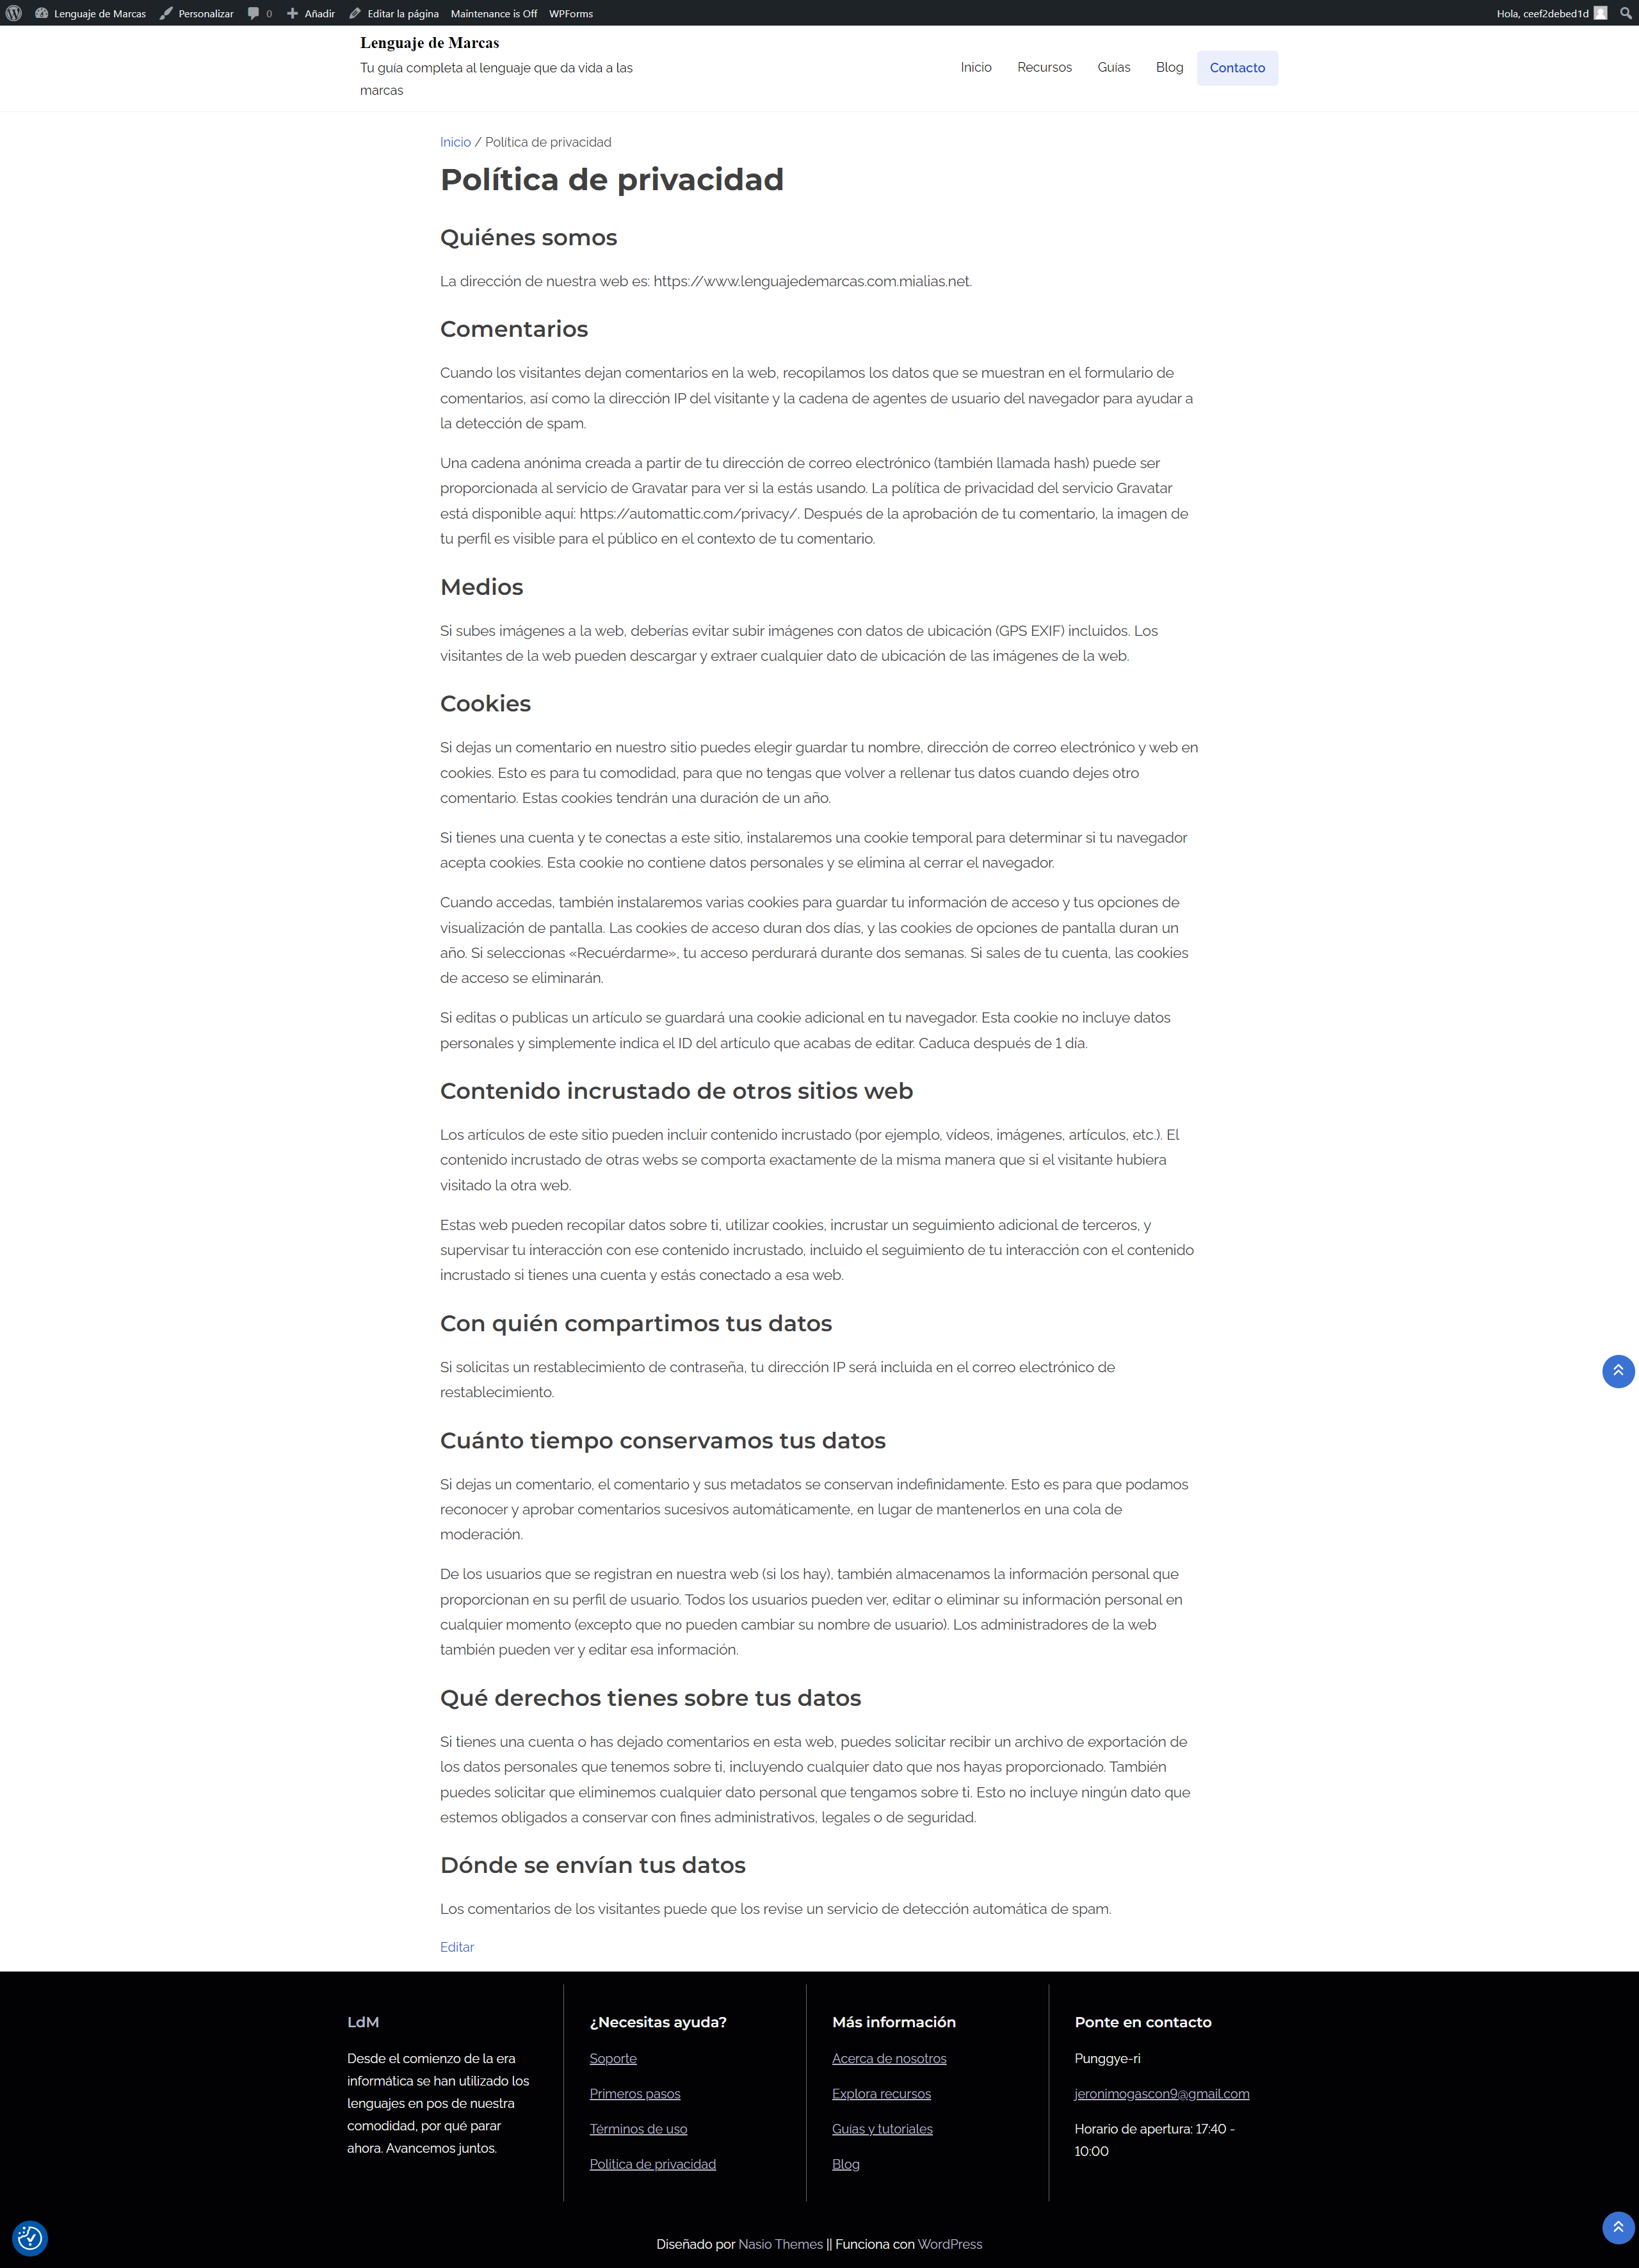 Lenguaje de Marcas
Personalizar
0
Añadir
Editar la página
Maintenance is Off
WPForms
Hola, ceef2debed1d
Lenguaje de Marcas
Tu guía completa al lenguaje que da vida a las
marcas
Inicio
Recursos
Guías
Blog
Contacto
Inicio / Política de privacidad
Política de privacidad
Quiénes somos
La dirección de nuestra web es: https://www.lenguajedemarcas.com.mialias.net.
Comentarios
Cuando los visitantes dejan comentarios en la web, recopilamos los datos que se muestran en el formulario de
comentarios, así como la dirección IP del visitante y la cadena de agentes de usuario del navegador para ayudar a
la detección de spam.
Una cadena anónima creada a partir de tu dirección de correo electrónico (también llamada hash) puede ser
proporcionada al servicio de Gravatar para ver si la estás usando. La política de privacidad del servicio Gravatar
está disponible aquí: https://automattic.com/privacy/. Después de la aprobación de tu comentario, la imagen de
tu perfil es visible para el público en el contexto de tu comentario.
Medios
Si subes imágenes a la web, deberías evitar subir imágenes con datos de ubicación (GPS EXIF) incluidos. Los
visitantes de la web pueden descargar y extraer cualquier dato de ubicación de las imágenes de la web.
Cookies
Si dejas un comentario en nuestro sitio puedes elegir guardar tu nombre, dirección de correo electrónico y web en
cookies. Esto es para tu comodidad, para que no tengas que volver a rellenar tus datos cuando dejes otro
comentario. Estas cookies tendrán una duración de un año.
Si tienes una cuenta y te conectas a este sitio, instalaremos una cookie temporal para determinar si tu navegador
acepta cookies. Esta cookie no contiene datos personales y se elimina al cerrar el navegador.
Cuando accedas, también instalaremos varias cookies para guardar tu información de acceso y tus opciones de
visualización de pantalla. Las cookies de acceso duran dos días, y las cookies de opciones de pantalla duran un
año. Si seleccionas «Recuérdarme», tu acceso perdurará durante dos semanas. Si sales de tu cuenta, las cookies
de acceso se eliminarán.
Si editas o publicas un artículo se guardará una cookie adicional en tu navegador. Esta cookie no incluye datos
personales y simplemente indica el ID del artículo que acabas de editar. Caduca después de 1 día.
Contenido incrustado de otros sitios web
Los artículos de este sitio pueden incluir contenido incrustado (por ejemplo, vídeos, imágenes, artículos, etc.). El
contenido incrustado de otras webs se comporta exactamente de la misma manera que si el visitante hubiera
visitado la otra web.
Estas web pueden recopilar datos sobre ti, utilizar cookies, incrustar un seguimiento adicional de terceros, y
supervisar tu interacción con ese contenido incrustado, incluido el seguimiento de tu interacción con el contenido
incrustado si tienes una cuenta y estás conectado a esa web.
Con quién compartimos tus datos
Si solicitas un restablecimiento de contraseña, tu dirección IP será incluida en el correo electrónico de
restablecimiento.
Cuánto tiempo conservamos tus datos
Si dejas un comentario, el comentario y sus metadatos se conservan indefinidamente. Esto es para que podamos
reconocer y aprobar comentarios sucesivos automáticamente, en lugar de mantenerlos en una cola de
moderación.
De los usuarios que se registran en nuestra web (si los hay), también almacenamos la información personal que
proporcionan en su perfil de usuario. Todos los usuarios pueden ver, editar o eliminar su información personal en
cualquier momento (excepto que no pueden cambiar su nombre de usuario). Los administradores de la web
también pueden ver y editar esa información.
Qué derechos tienes sobre tus datos
Si tienes una cuenta o has dejado comentarios en esta web, puedes solicitar recibir un archivo de exportación de
los datos personales que tenemos sobre ti, incluyendo cualquier dato que nos hayas proporcionado. También
puedes solicitar que eliminemos cualquier dato personal que tengamos sobre ti. Esto no incluye ningún dato que
estemos obligados a conservar con fines administrativos, legales o de seguridad.
Dónde se envían tus datos
Los comentarios de los visitantes puede que los revise un servicio de detección automática de spam.
Editar
LdM
Desde el comienzo de la era
informática se han utilizado los
lenguajes en pos de nuestra
comodidad, por qué parar
ahora. Avancemos juntos.
¿Necesitas ayuda?
Soporte
Primeros pasos
Términos de uso
Politica de privacidad
Más información
Acerca de nosotros
Explora recursos
Guías y tutoriales
Blog
Ponte en contacto
Punggye-ri
jeronimogascon9@gmail.com
Horario de apertura: 17:40 -
10:00
Diseñado por Nasio Themes || Funciona con WordPress